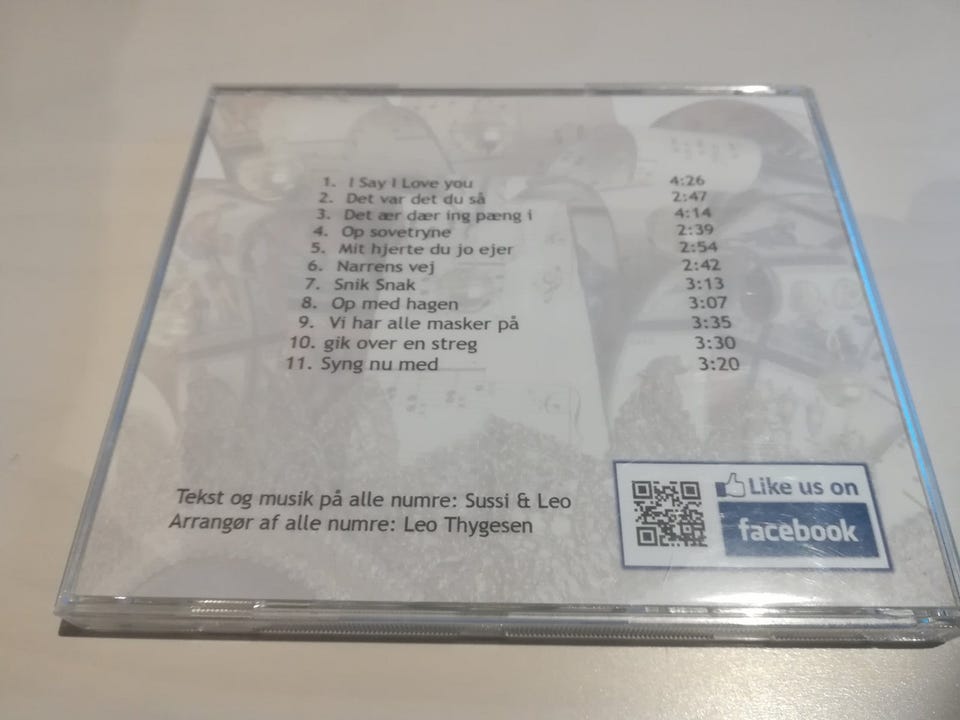 1. I Say I Love you 4:26
2. Det var det du så 2:47
3. Det ær dær ing pæng i 4:14
4. Op sovetryne 2:39
5. Mit hjerte du jo ejer 2:54
6. Narrens vej 2:42
7. Snik Snak 3:13
8. Op med hagen 3:07
9. Vi har alle masker på 3:35
10. gik over en streg 3:30
11. Syng nu med 3:20
Tekst og musik på alle numre: Sussi & Leo
Arrangør af alle numre: Leo Thygesen
Like us on
facebook